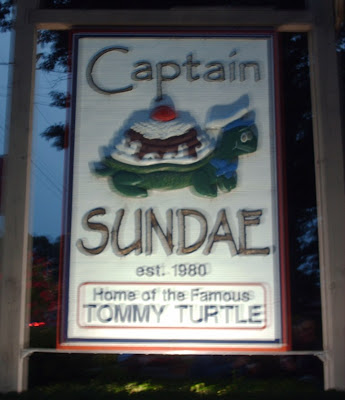 Captain
SUNDAE
est. 1980
Home of the Famous
TOMMY TURTLE